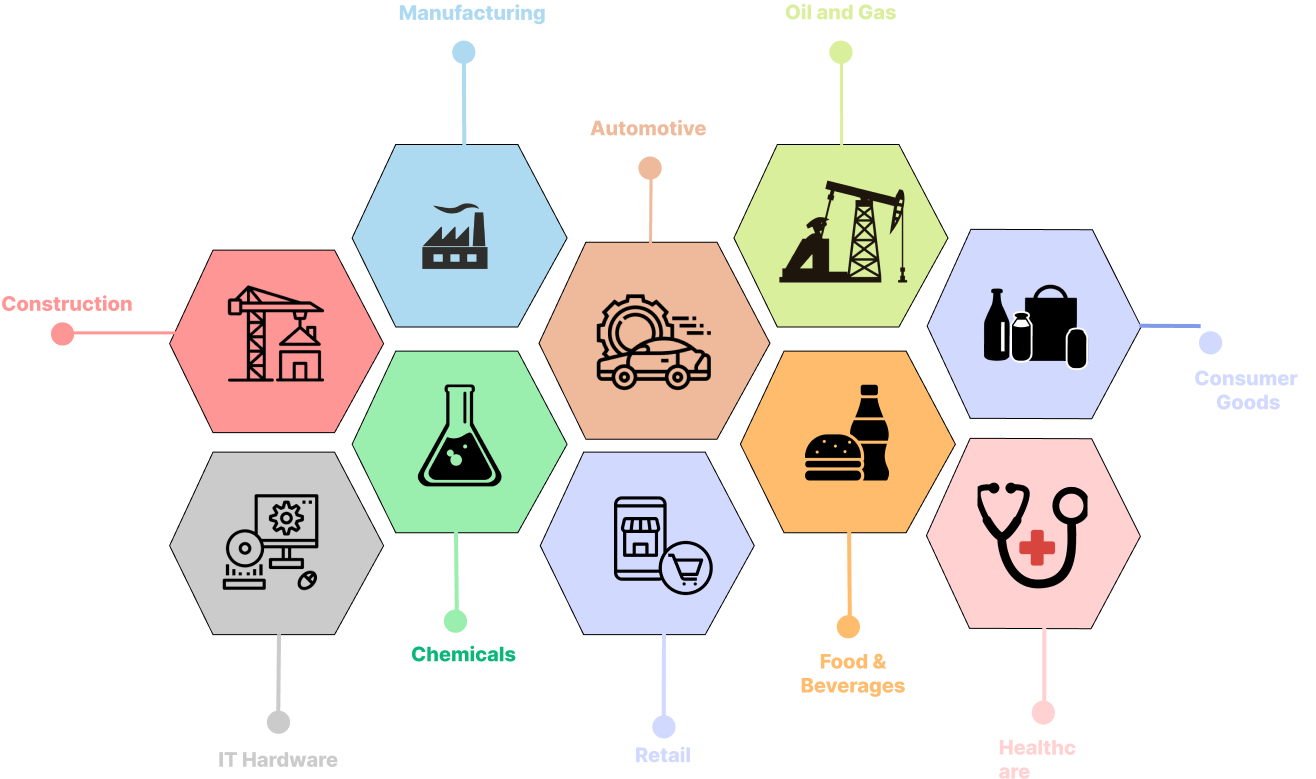 Manufacturing
Oil and Gas
Automotive
Construction
Consumer
Goods
Chemicals
Food &
Beverages
IT Hardware
Retail
Healthc
are